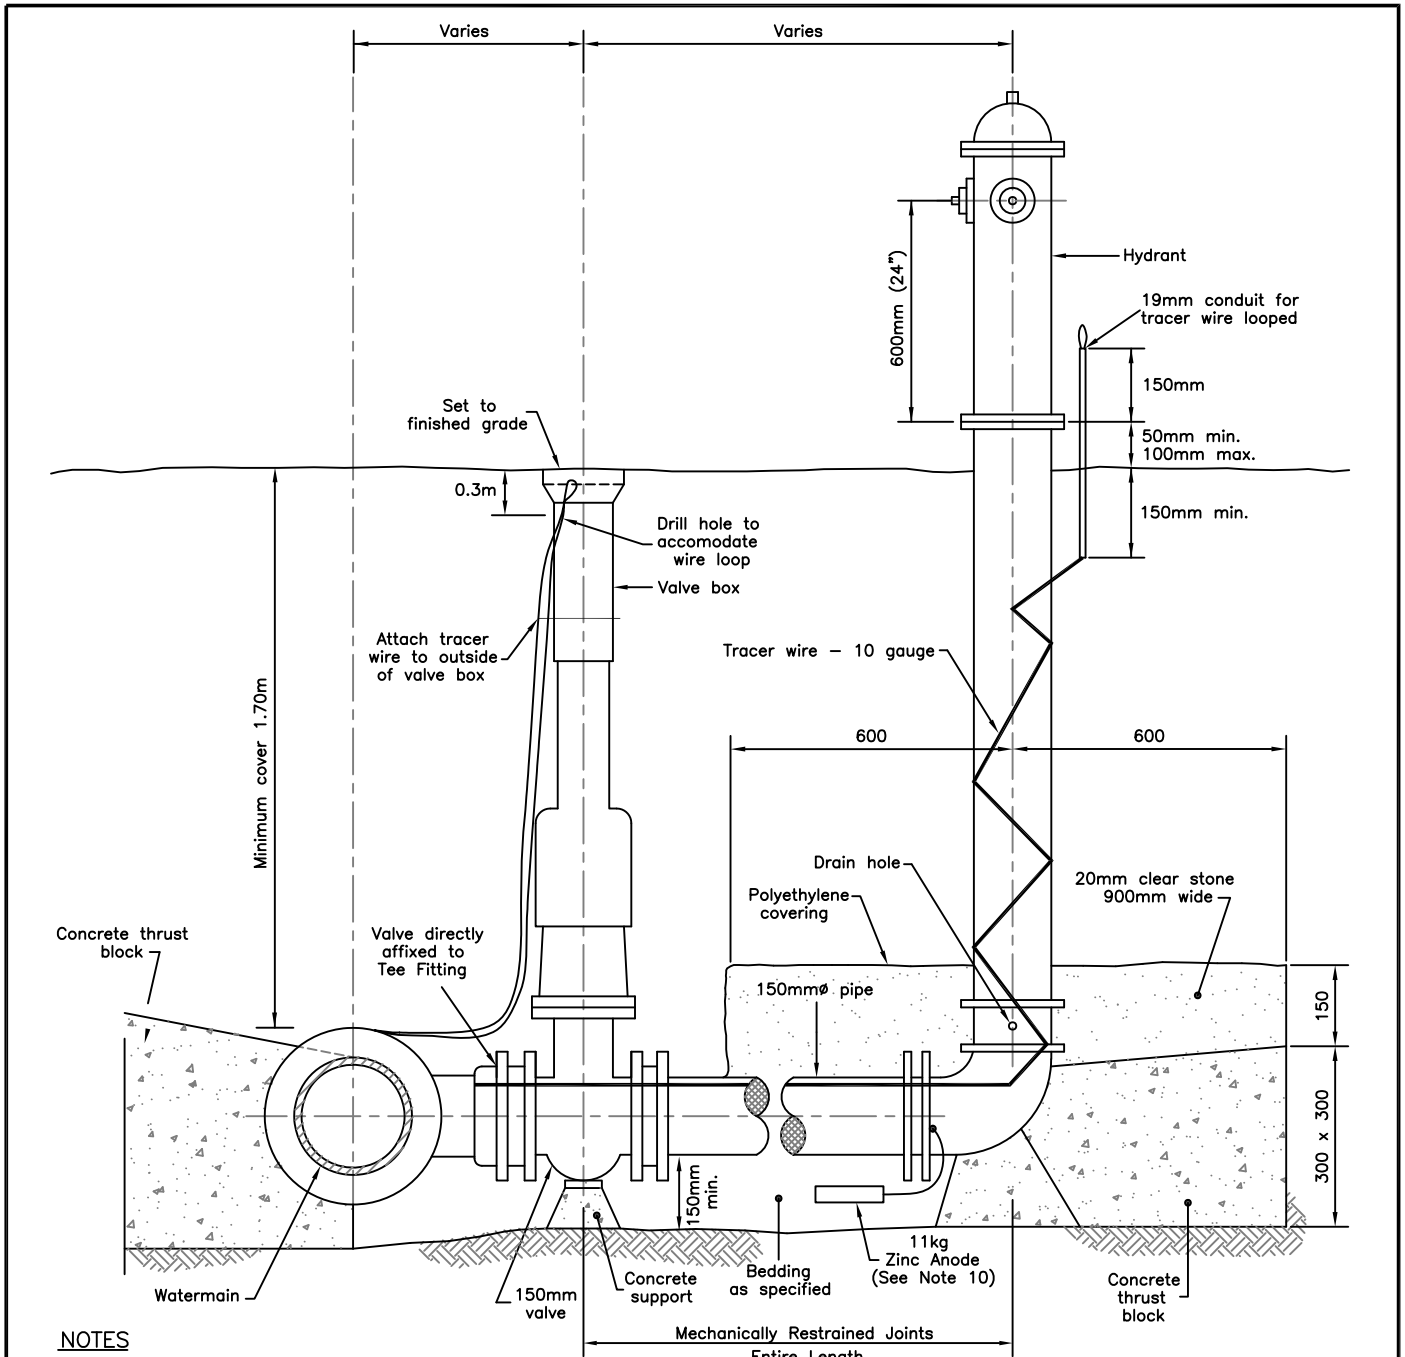 Varies
Varies
Hydrant
600mm (24")
19mm conduit for
tracer wire looped
150mm
Set to
finished grade
50mm min.
100mm max.
0.3m
150mm min.
Drill hole to
accomodate
wire loop
Valve box
Attach tracer
wire to outside
of valve box
Tracer wire – 10 gauge
Minimum cover 1.70m
600
600
Drain hole
20mm clear stone
900mm wide
Polyethylene
covering
Concrete thrust
block
Valve directly
affixed to
Tee Fitting
150mmø pipe
150
300 x 300
150mm
min.
11kg
Zinc Anode
(See Note 10)
Bedding
as specified
Concrete
support
150mm
valve
Watermain
Concrete
thrust
block
Mechanically Restrained Joints
Entire Length
NOTES